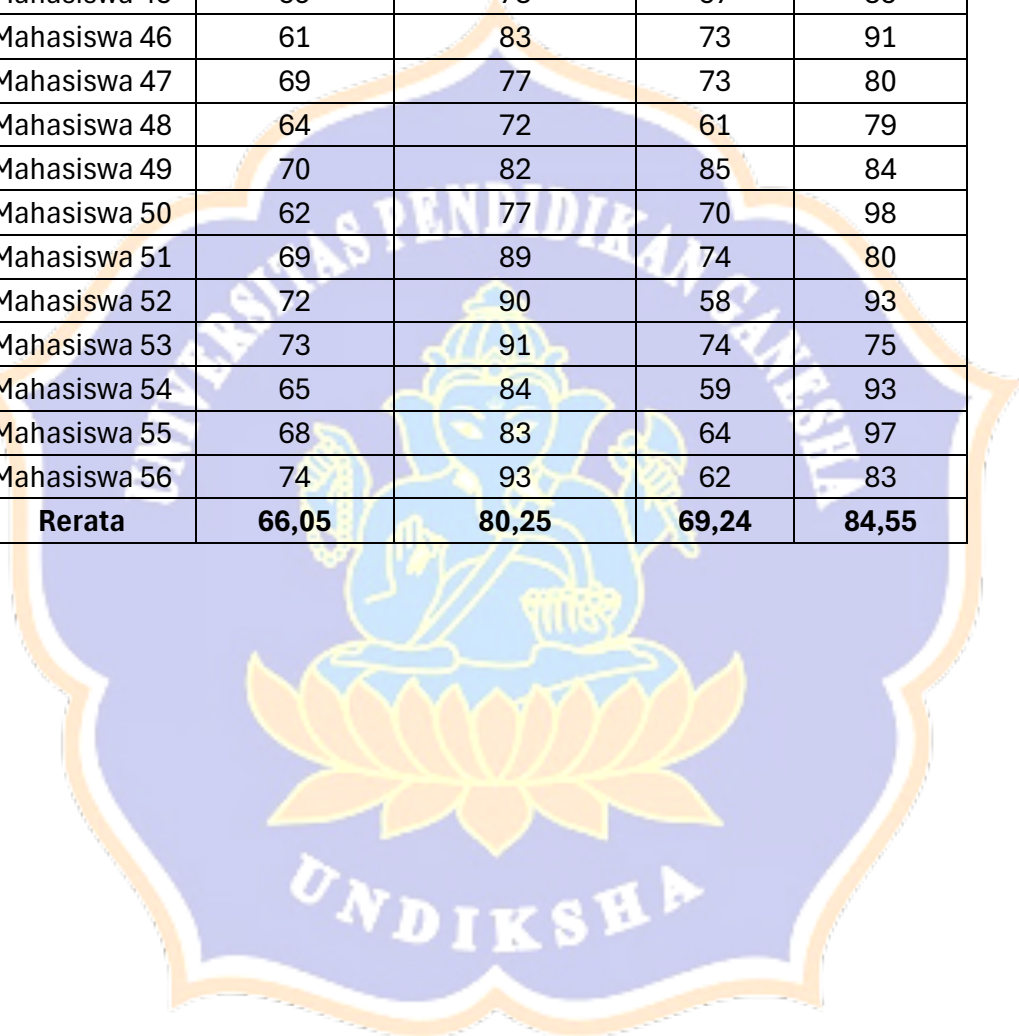 Mahasiswa 46 61 83 73 91
Mahasiswa 47 69 77 73 80
Mahasiswa 48 64 72 61 79
Mahasiswa 49 70 82 85 84
Mahasiswa 50 62 77 70 98
Mahasiswa 51 69 89 74 80
Mahasiswa 52 72 90 58 93
Mahasiswa 53 73 91 74 75
Mahasiswa 54 65 84 59 93
Mahasiswa 55 68 83 64 97
Mahasiswa 56 74 93 62 83
Rerata 66,05 80,25 69,24 84,55
UNIVERSITAS PENDIDIKAN GANESHA
UNDIKSHA